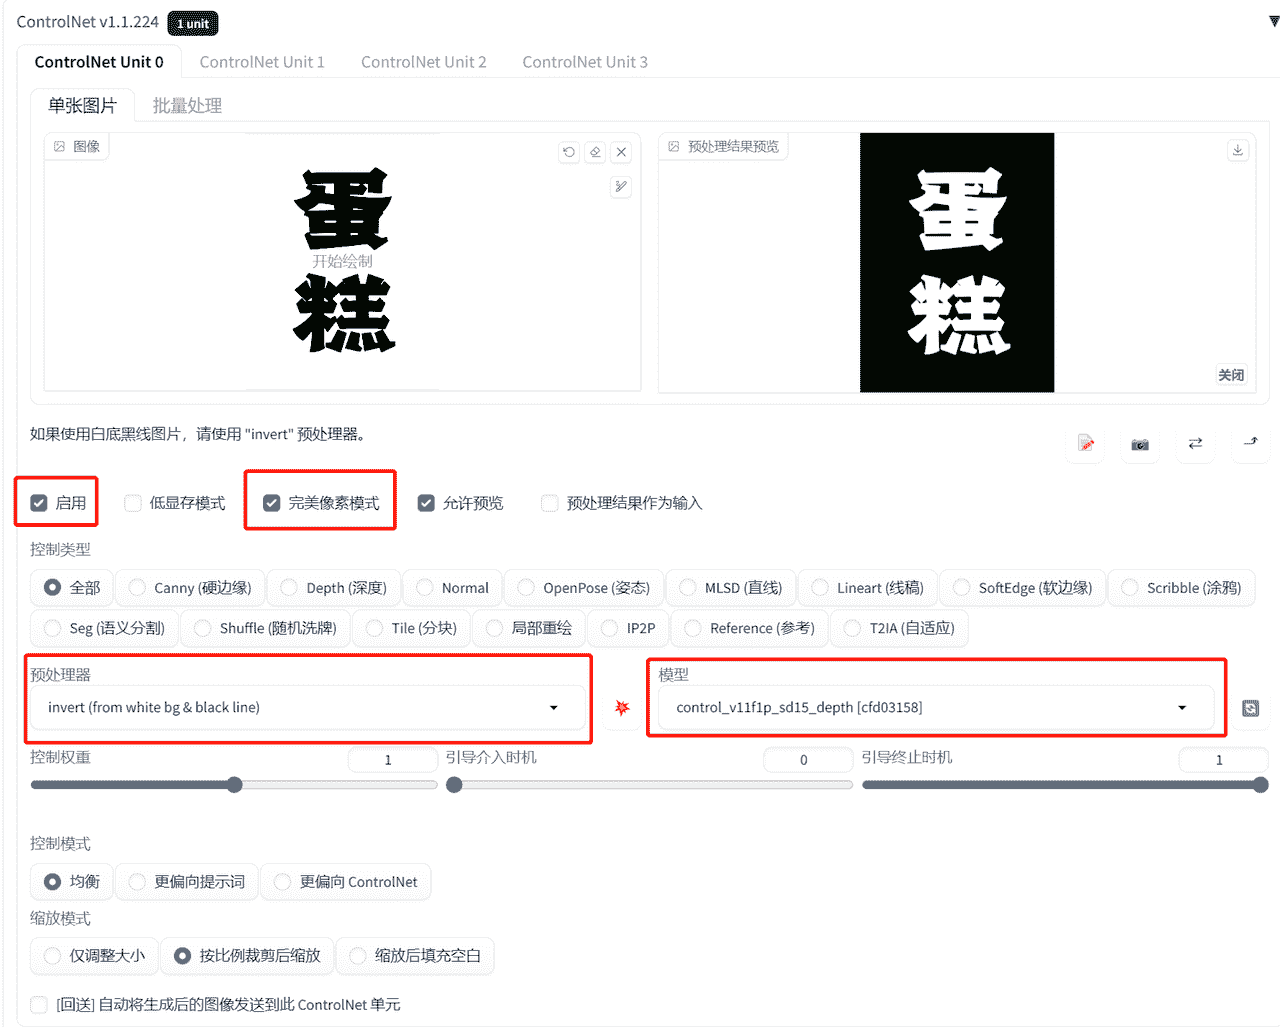 ControlNet v1.1.224 1 unit
ControlNet Unit 0 ControlNet Unit 1 ControlNet Unit 2 ControlNet Unit 3
单张图片 批量处理
图像 预处理结果预览
蛋 蛋
开始绘制
糕 糕
关闭
如果使用白底黑线图片，请使用 "invert" 预处理器。
启用 低显存模式 完美像素模式 允许预览 预处理结果作为输入
控制类型
全部 Canny (硬边缘) Depth (深度) Normal OpenPose (姿态) MLSD (直线) Lineart (线稿) SoftEdge (软边缘) Scribble (涂鸦)
Seg (语义分割) Shuffle (随机洗牌) Tile (分块) 局部重绘 IP2P Reference (参考) T2IA (自适应)
预处理器 模型
invert (from white bg & black line) control_v11f1p_sd15_depth [cfd03158]
控制权重 1 引导介入时机 0 引导终止时机 1
控制模式
均衡 更偏向提示词 更偏向 ControlNet
缩放模式
仅调整大小 按比例裁剪后缩放 缩放后填充空白
[回送] 自动将生成后的图像发送到此 ControlNet 单元